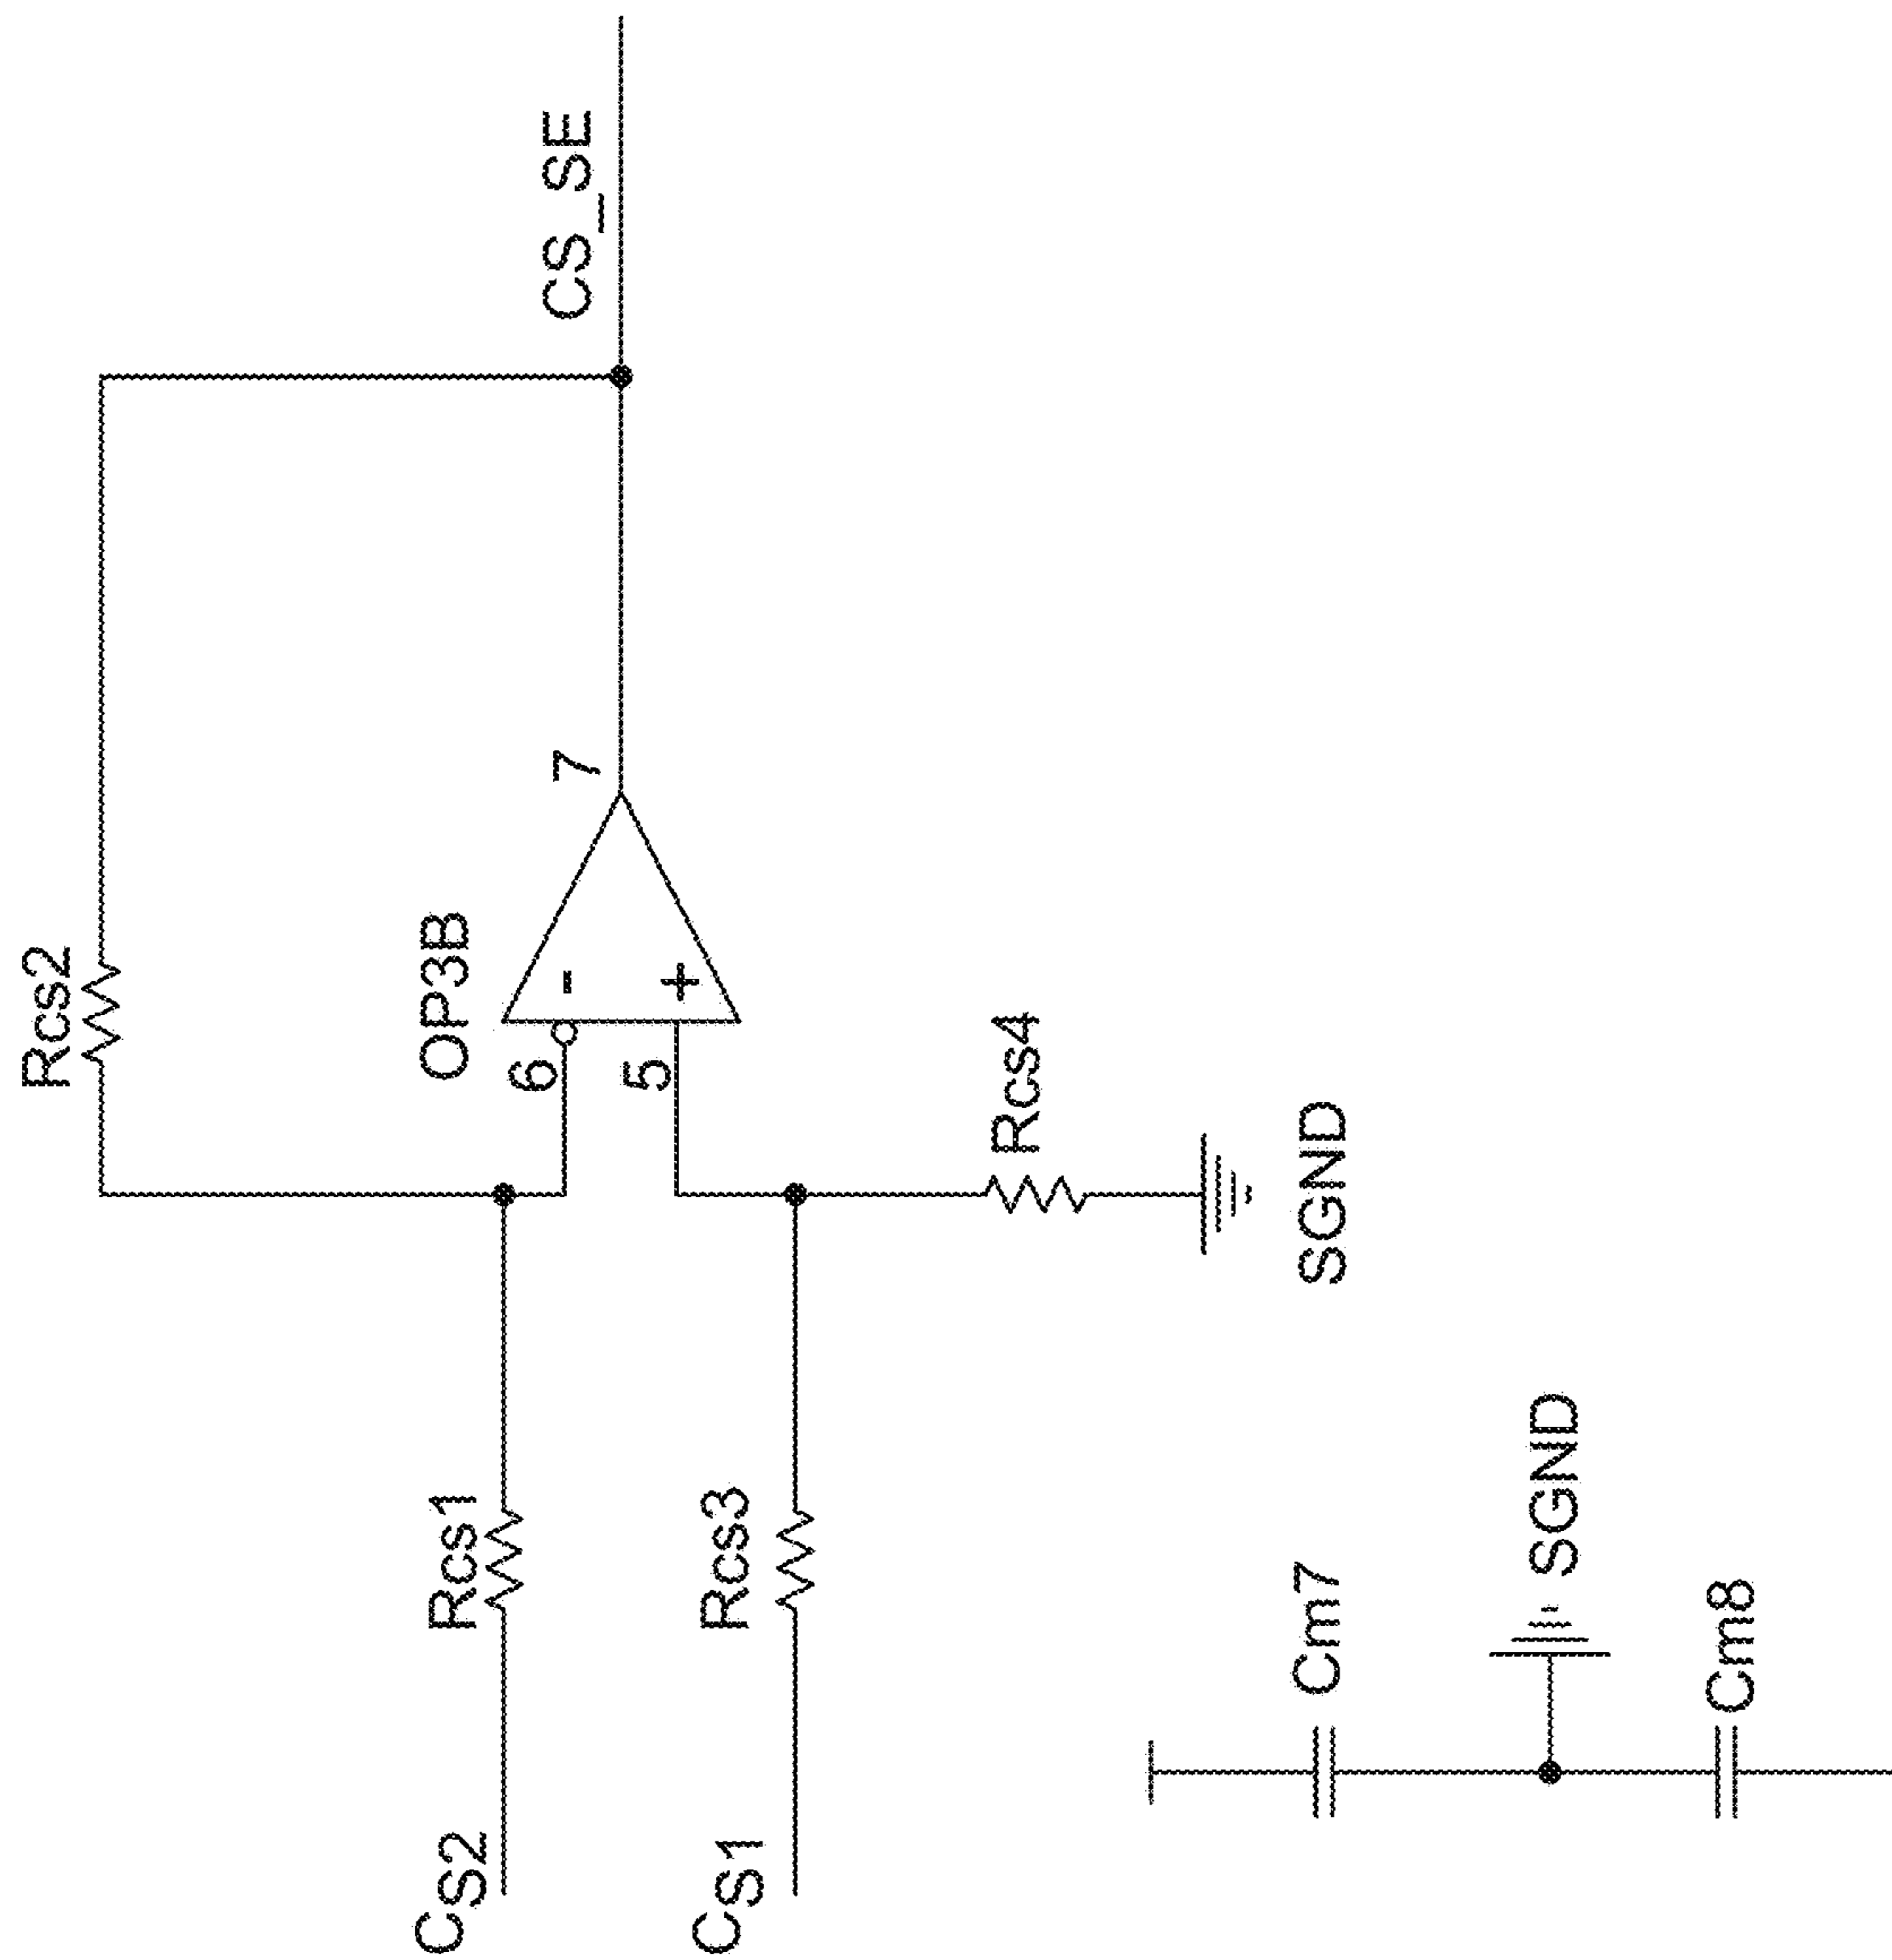 Rcs2
CS_SE
OP3B
6
7
5
Rcs1
CS2
Rcs3
CS1
Rcs4
SGND
Cm7
SGND
Cm8